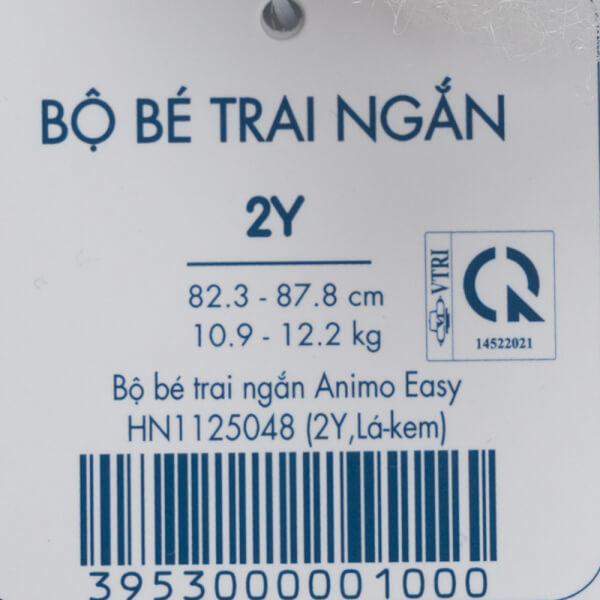 BỘ BÉ TRAI NGẮN
2Y
82.3 - 87.8 cm
10.9 - 12.2 kg
VTRI
14522021
Bộ bé trai ngắn Animo Easy
HN1125048 (2Y,Lá-kem)
3953000001000